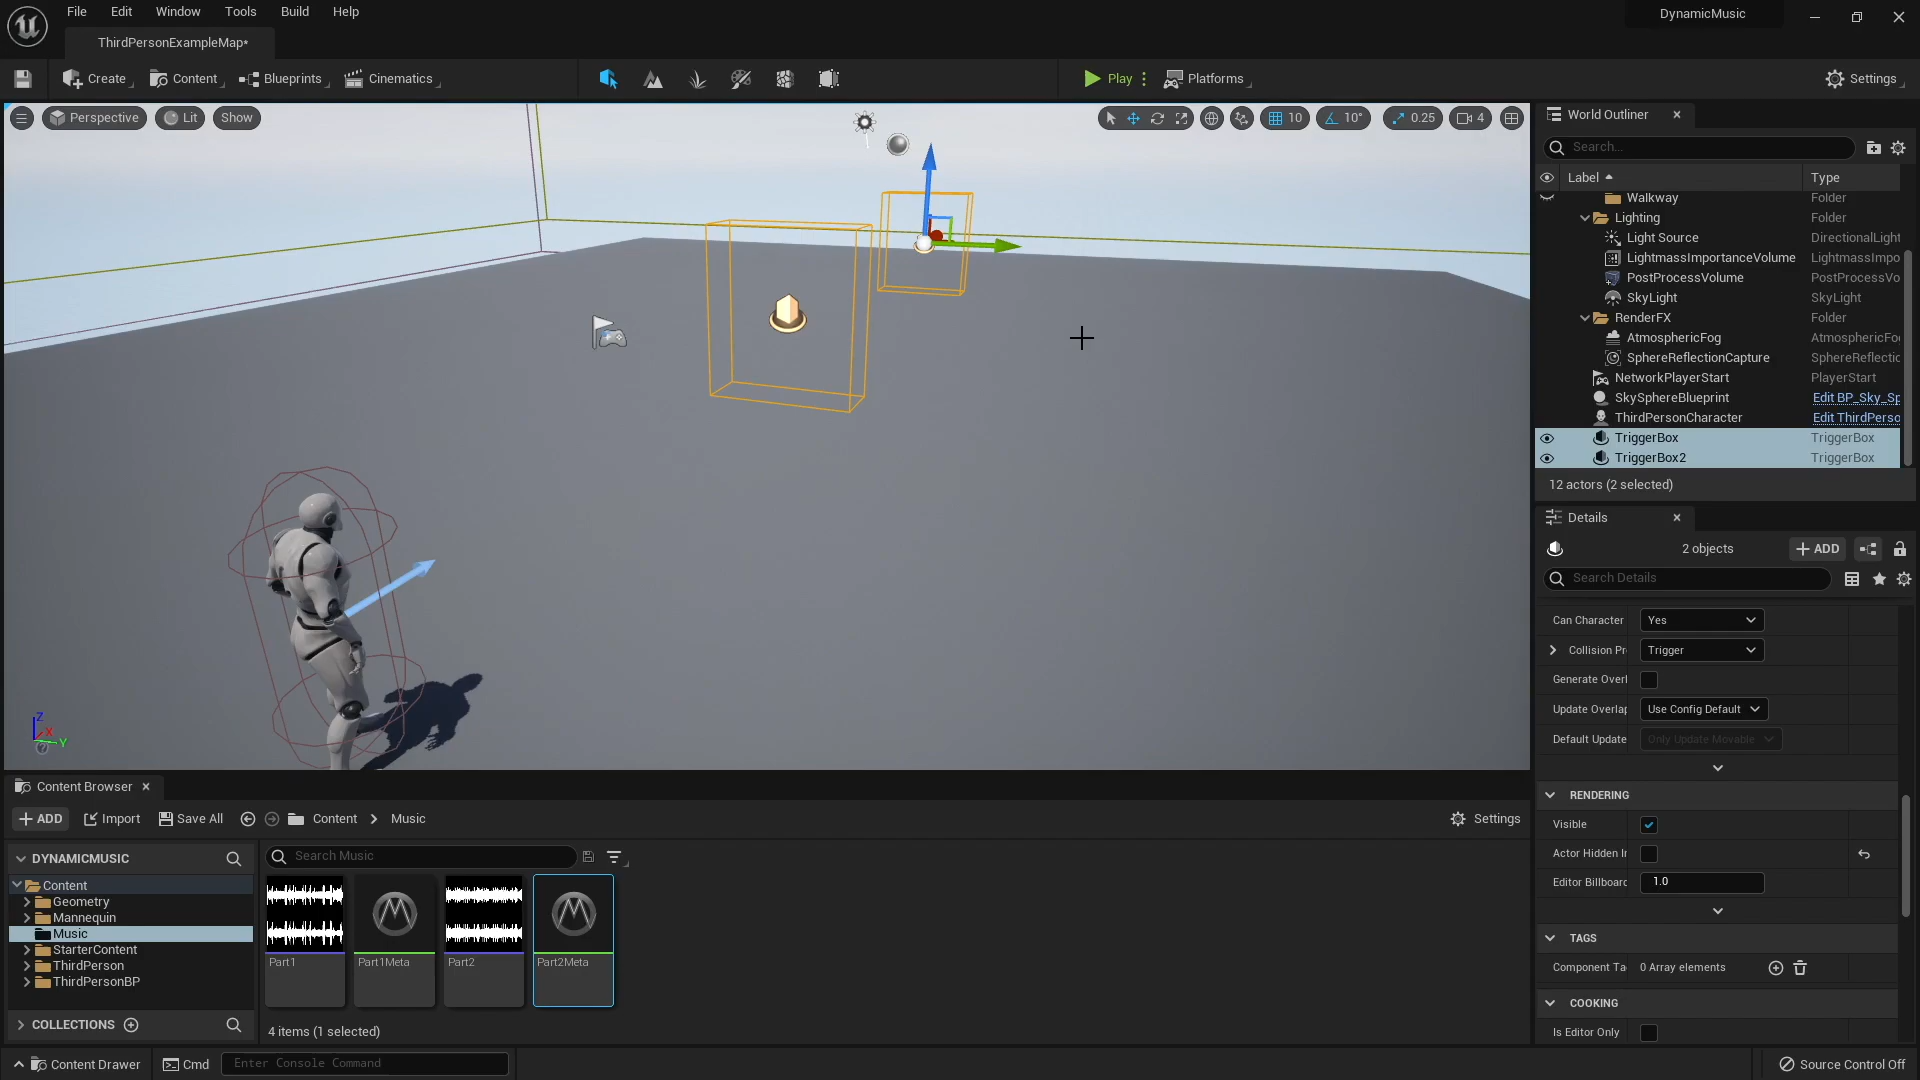 File Edit Window Tools Build Help
DynamicMusic
ThirdPersonExampleMap*
Create Content Blueprints Cinematics Play Platforms Settings
Perspective Lit Show 10 10° 0.25 4
World Outliner
Search...
Label Type
Walkway Folder
Lighting Folder
Light Source DirectionalLight
LightmassImportanceVolume LightmassImpo
PostProcessVolume PostProcessVo
SkyLight SkyLight
RenderFX Folder
AtmosphericFog AtmosphericFo
SphereReflectionCapture SphereReflectic
NetworkPlayerStart PlayerStart
SkySphereBlueprint Edit BP_Sky_Sp
ThirdPersonCharacter Edit ThirdPerso
TriggerBox TriggerBox
TriggerBox2 TriggerBox
12 actors (2 selected)
Details
2 objects ADD
Search Details
Can Character Yes
Collision Pr Trigger
Generate Overl
Update Overlap Use Config Default
Default Update Only Update Movable
RENDERING
Visible
Actor Hidden I
Editor Billboard 1.0
TAGS
Component Ta 0 Array elements
COOKING
Is Editor Only
Z
X
Y
Content Browser
ADD Import Save All Content Music Settings
DYNAMICMUSIC
Content
Geometry
Mannequin
Music
StarterContent
ThirdPerson
ThirdPersonBP
COLLECTIONS
Search Music
Part1 Part1Meta Part2 Part2Meta
4 items (1 selected)
Content Drawer Cmd Enter Console Command Source Control Off